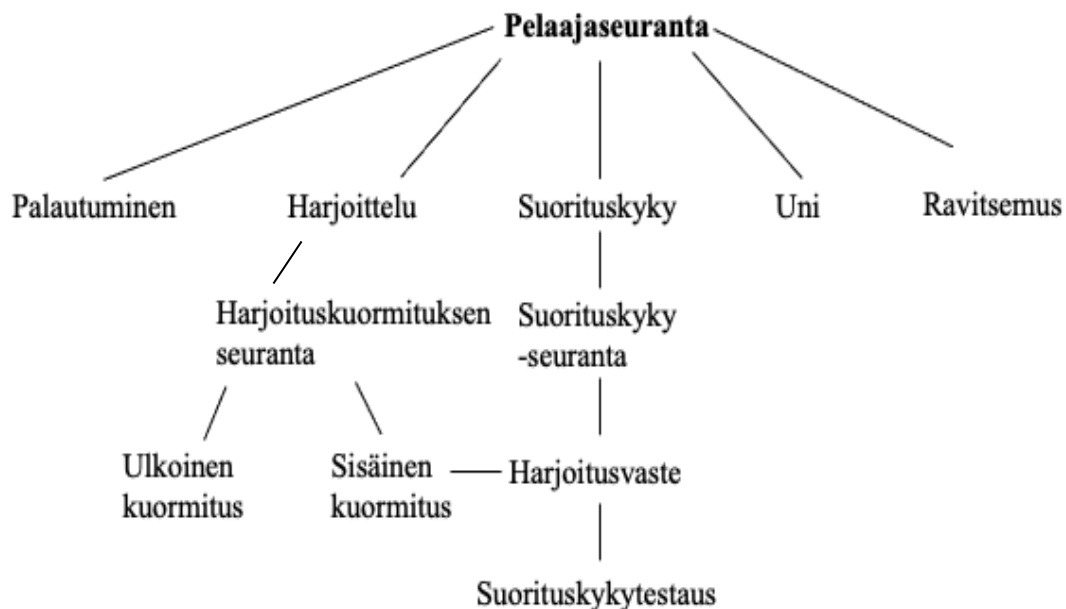 Pelaajaseuranta
Palautuminen
Harjoittelu
Suorituskyky
Uni
Ravitsemus
Harjoituskuormituksen
seuranta
Suorituskyky
-seuranta
Ulkoinen
kuormitus
Sisäinen
kuormitus
Harjoitusvaste
Suorituskykytestaus